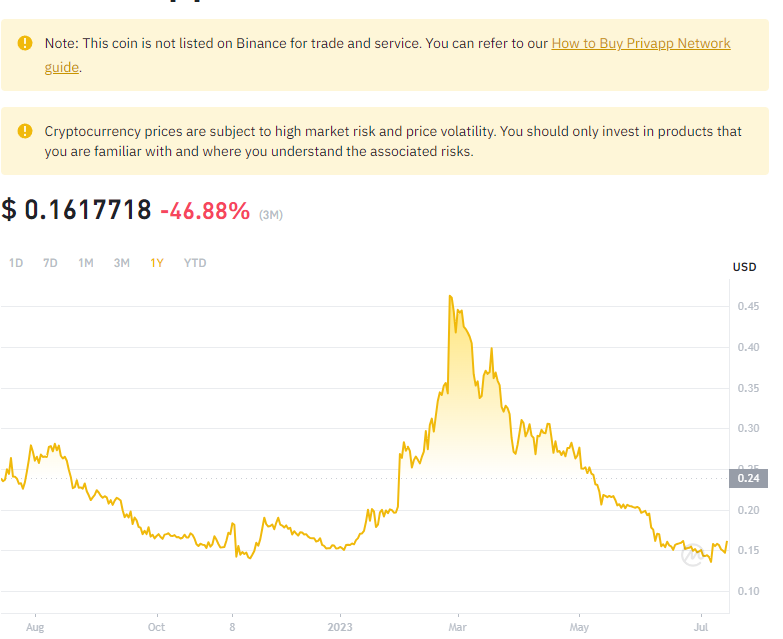 Note: This coin is not listed on Binance for trade and service. You can refer to our How to Buy Privapp Network
guide.
Cryptocurrency prices are subject to high market risk and price volatility. You should only invest in products that
you are familiar with and where you understand the associated risks.
$ 0.1617718 -46.88% (3M)
1D 7D 1M 3M 1Y YTD
USD
0.45
0.40
0.35
0.30
0.25
0.24
0.20
0.15
0.10
Aug Oct 8 2023 Mar May Jul